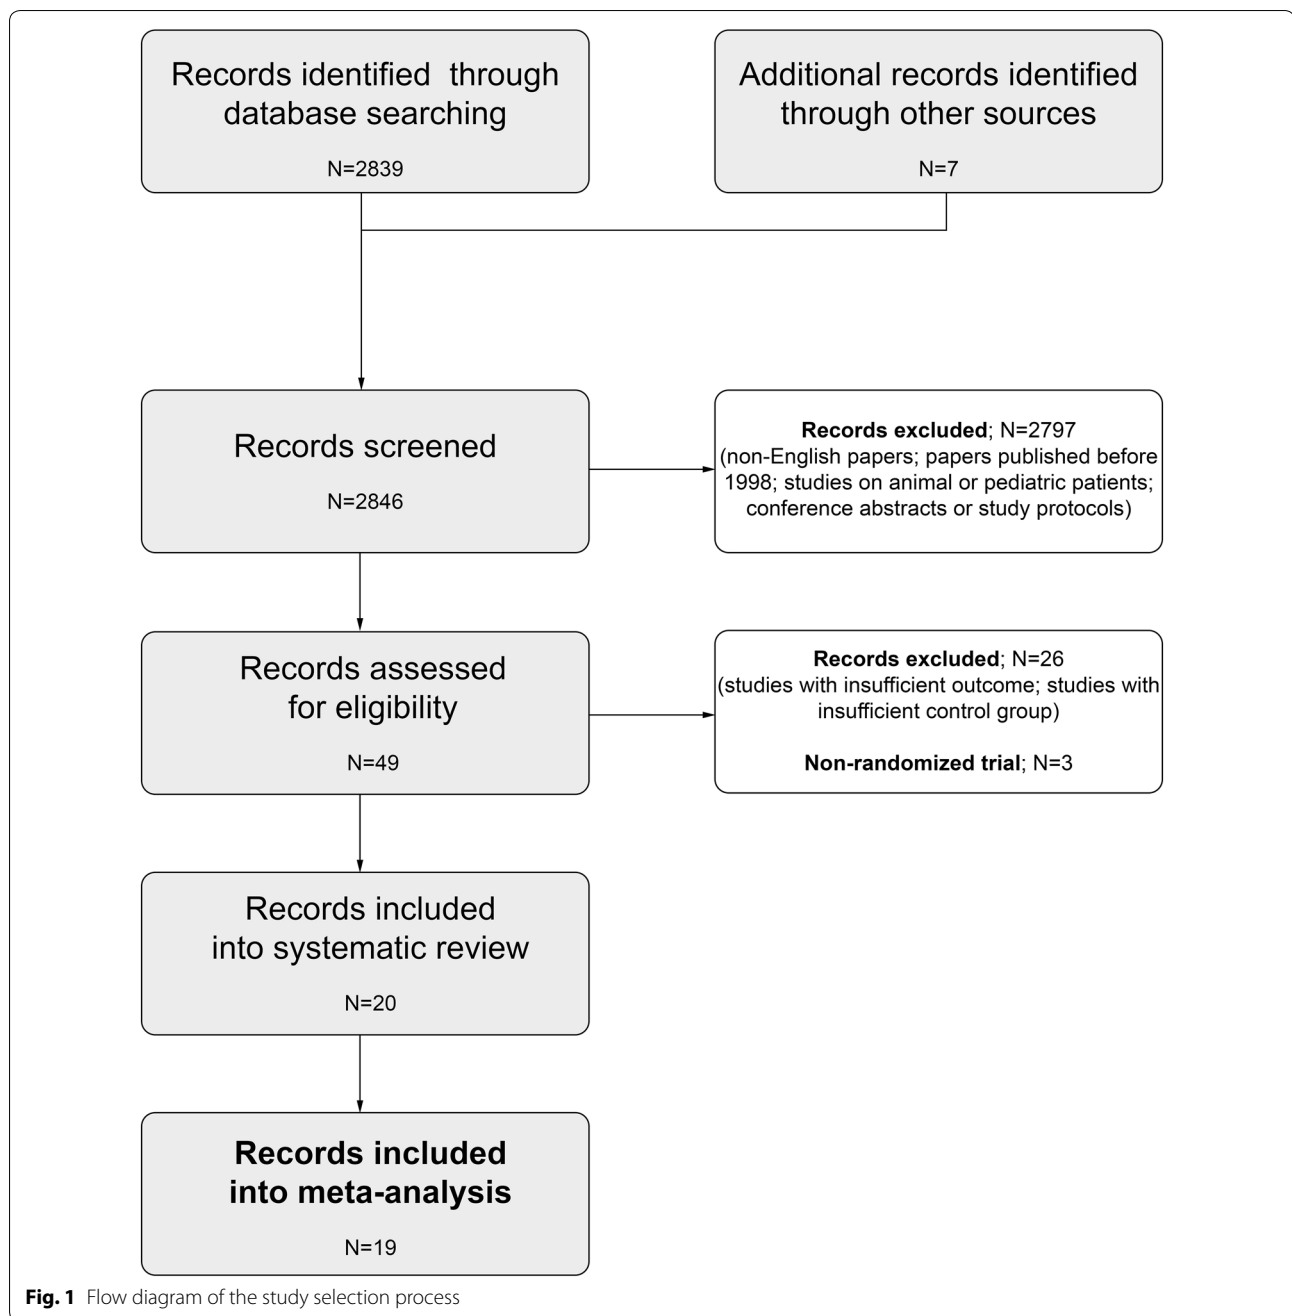 Records identified through
database searching
N=2839
Additional records identified
through other sources
N=7
Records screened
N=2846
Records excluded; N=2797
(non-English papers; papers published before
1998; studies on animal or pediatric patients;
conference abstracts or study protocols)
Records assessed
for eligibility
N=49
Records excluded; N=26
(studies with insufficient outcome; studies with
insufficient control group)
Non-randomized trial; N=3
Records included
into systematic review
N=20
Records included
into meta-analysis
N=19
Fig. 1 Flow diagram of the study selection process